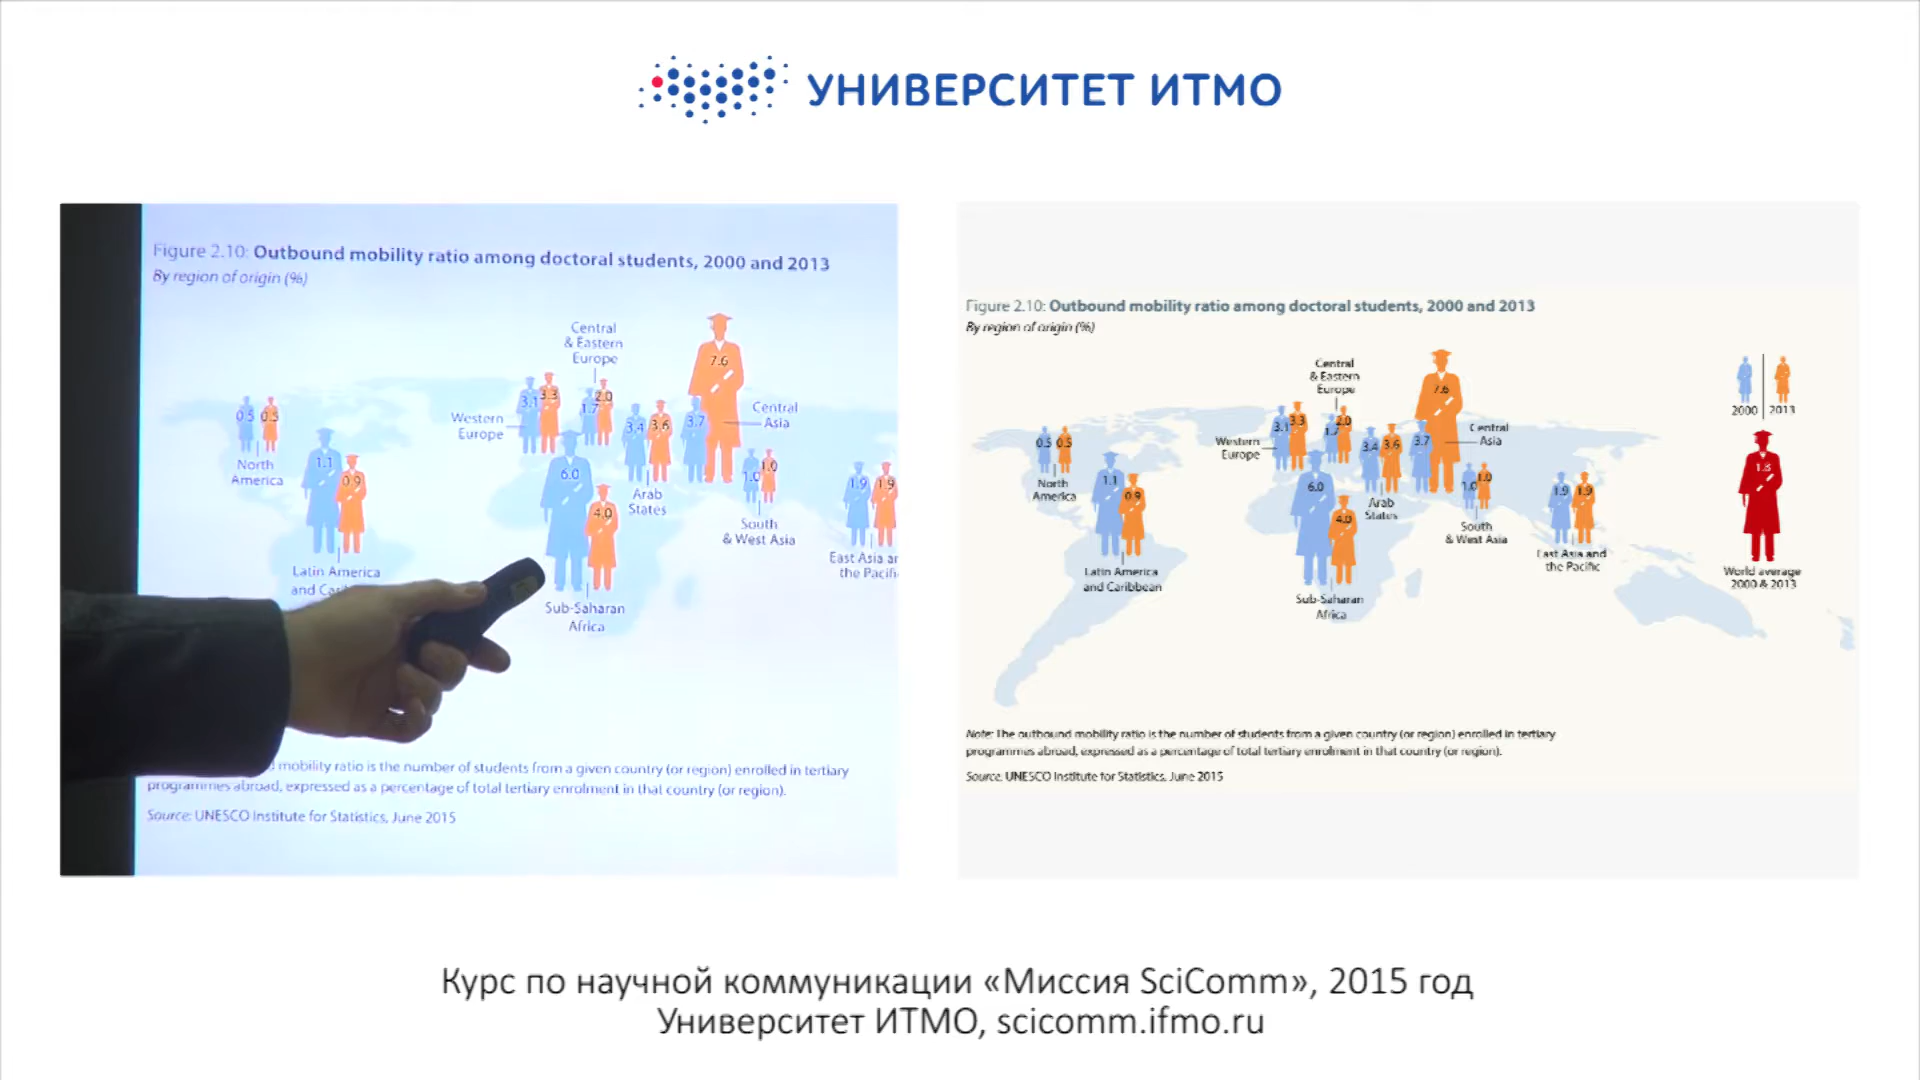 УНИВЕРСИТЕТ ИТМО
Figure 2.10: Outbound mobility ratio among doctoral students, 2000 and 2013
By region of origin (%)
Central
& Eastern
Europe
7.6
3.1
3.3
1.7
2.0
Western
Europe
3.4
3.6
3.7
Central
Asia
0.5
0.5
North
America
1.1
0.9
Latin America
and
6.0
4.0
Arab
States
1.0
1.0
South
& West Asia
1.9
1.9
East Asia
the
Sub-Saharan
Africa
mobility ratio is the number of students from a given country (or region) enrolled in tertiary
programmes abroad, expressed as a percentage of total tertiary enrolment in that country (or region).
Source: UNESCO Institute for Statistics, June 2015
Figure 2.10: Outbound mobility ratio among doctoral students, 2000 and 2013
By region of origin (%)
Central
& Eastern
Europe
7.6
2000
2013
3.1
3.3
1.7
2.0
Western
Europe
3.4
3.6
3.7
Central
Asia
0.5
0.5
North
America
1.1
0.9
Latin America
and Caribbean
6.0
4.0
Arab
States
1.0
1.0
South
& West Asia
1.9
1.9
East Asia and
the Pacific
Sub-Saharan
Africa
World average
2000 & 2013
Note: The outbound mobility ratio is the number of students from a given country (or region) enrolled in tertiary
programmes abroad, expressed as a percentage of total tertiary enrolment in that country (or region).
Source: UNESCO Institute for Statistics, June 2015
Курс по научной коммуникации «Миссия SciComm», 2015 год
Университет ИТМО, scicomm.ifmo.ru